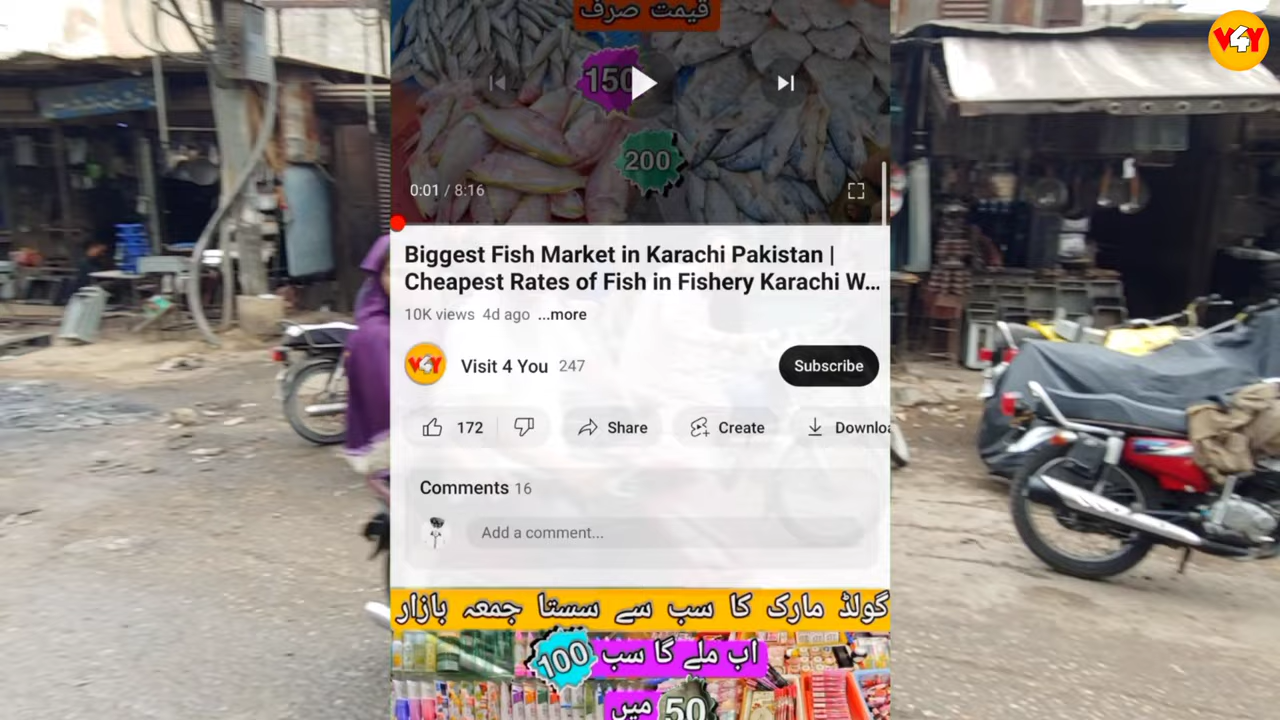 قیمت صرف
V4Y
150
200
0:01 / 8:16
Biggest Fish Market in Karachi Pakistan |
Cheapest Rates of Fish in Fishery Karachi W...
10K views 4d ago ...more
V4Y
Visit 4 You 247
Subscribe
172
Share
Create
Downloa
Comments 16
Add a comment...
گولڈ مارک کا سب سے سستا جمعہ بازار
اب ملے گا سب 100
50 میں